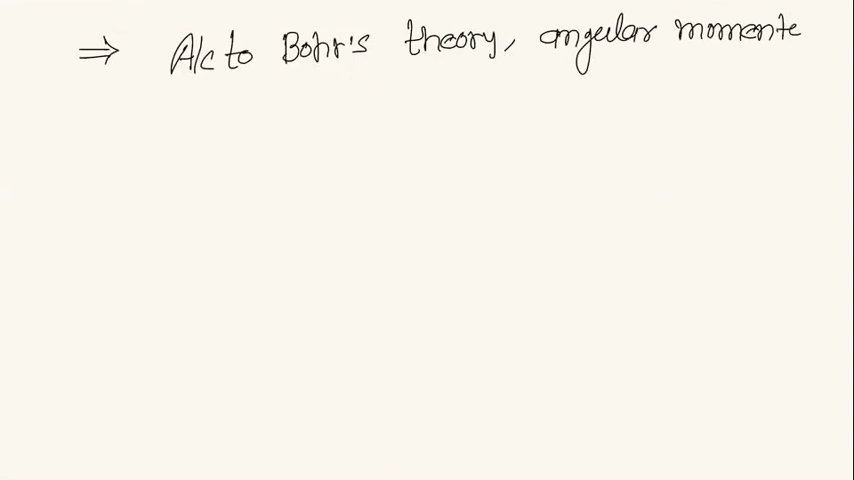 ⇒ A/c to Bohr's theory, angular momente